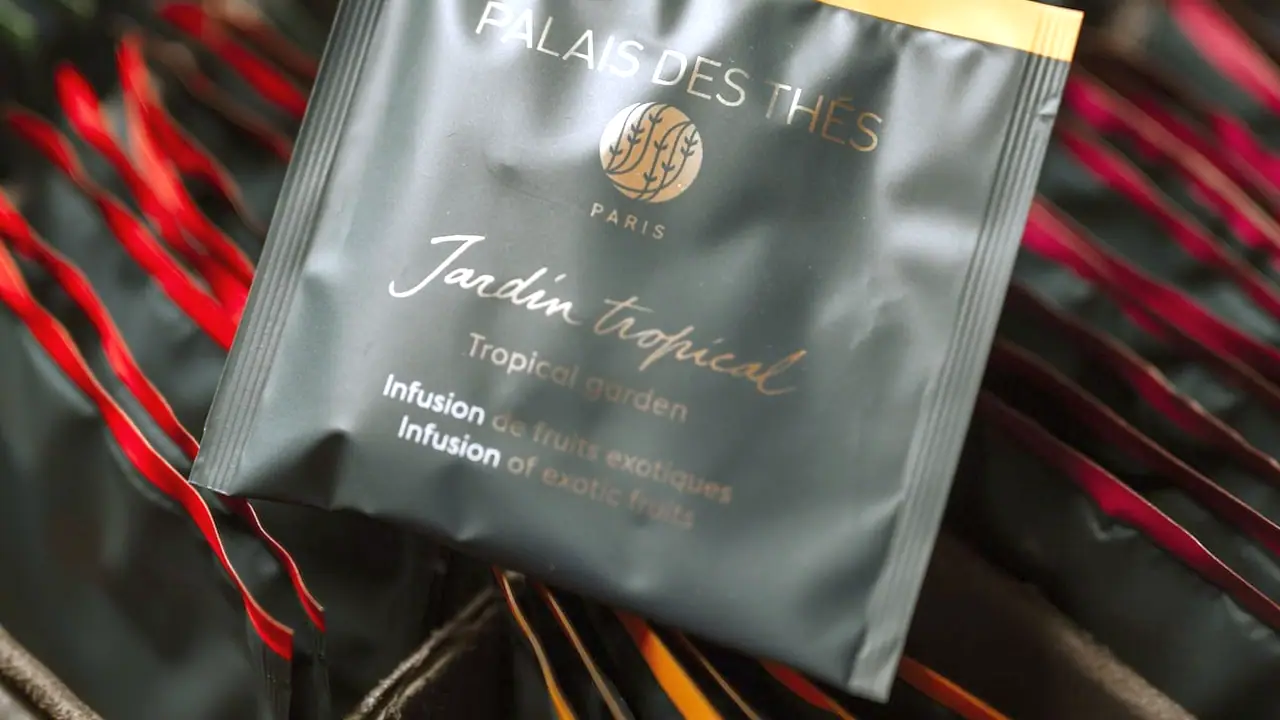 PALAIS DES THÉS
PARIS
Jardin tropical
Tropical garden
Infusion de fruits exotiques
Infusion of exotic fruits